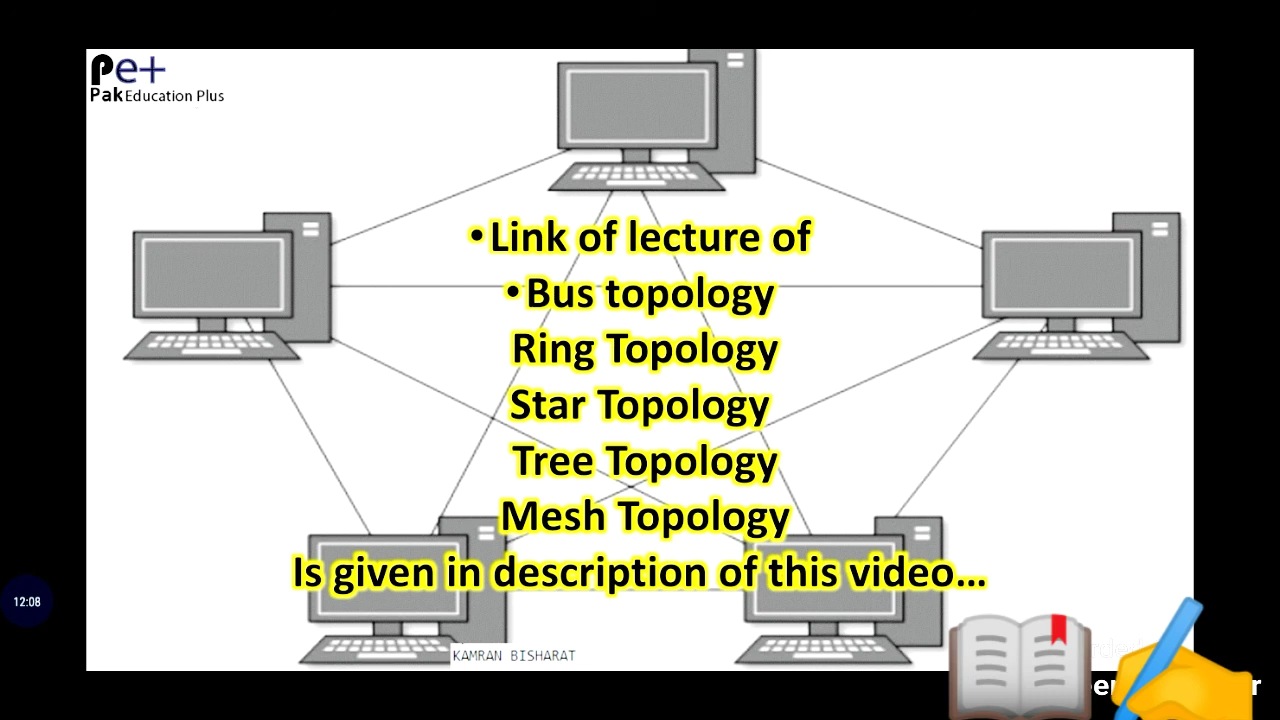 Pe+
Pak Education Plus
•Link of lecture of
•Bus topology
Ring Topology
Star Topology
Tree Topology
Mesh Topology
Is given in description of this video...
12:08
KAMRAN BISHARAT